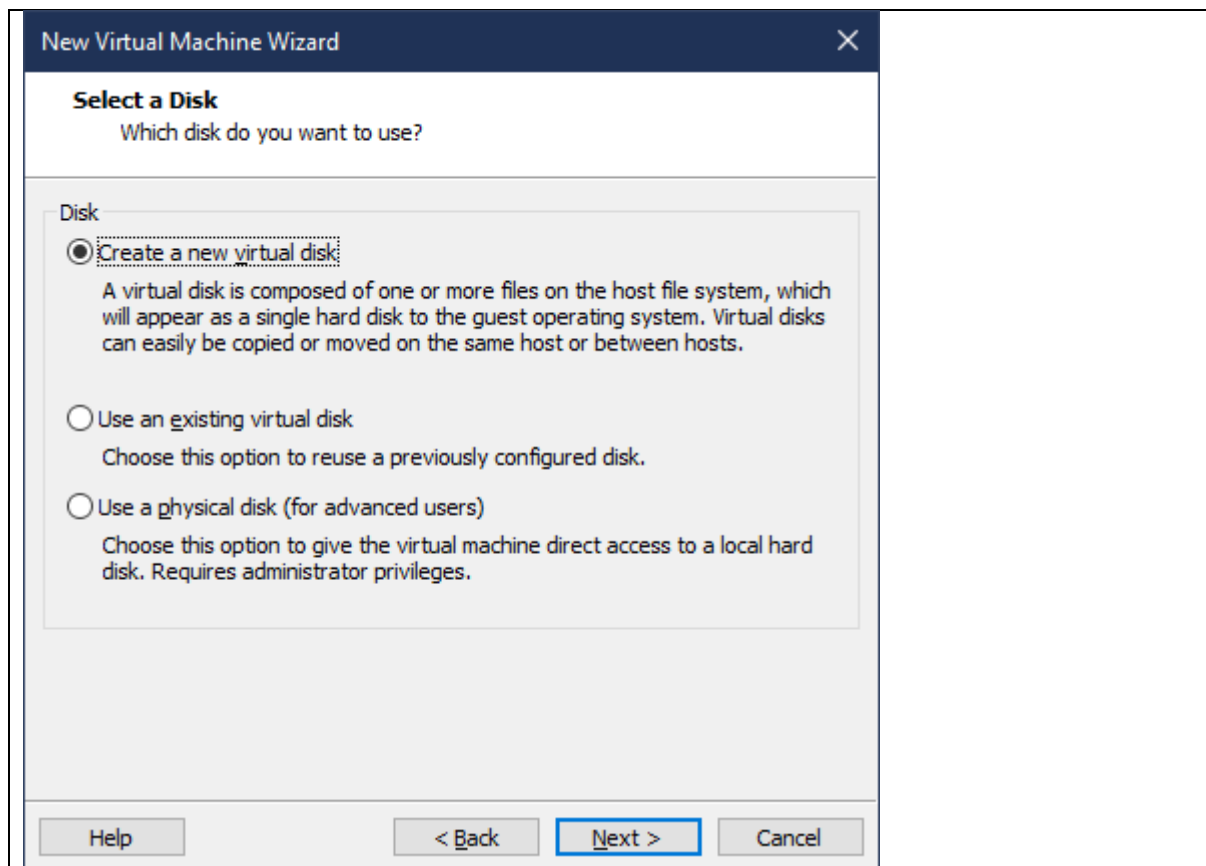 New Virtual Machine Wizard
Select a Disk
Which disk do you want to use?
Disk
Create a new virtual disk
A virtual disk is composed of one or more files on the host file system, which
will appear as a single hard disk to the guest operating system. Virtual disks
can easily be copied or moved on the same host or between hosts.
Use an existing virtual disk
Choose this option to reuse a previously configured disk.
Use a physical disk (for advanced users)
Choose this option to give the virtual machine direct access to a local hard
disk. Requires administrator privileges.
Help < Back Next > Cancel